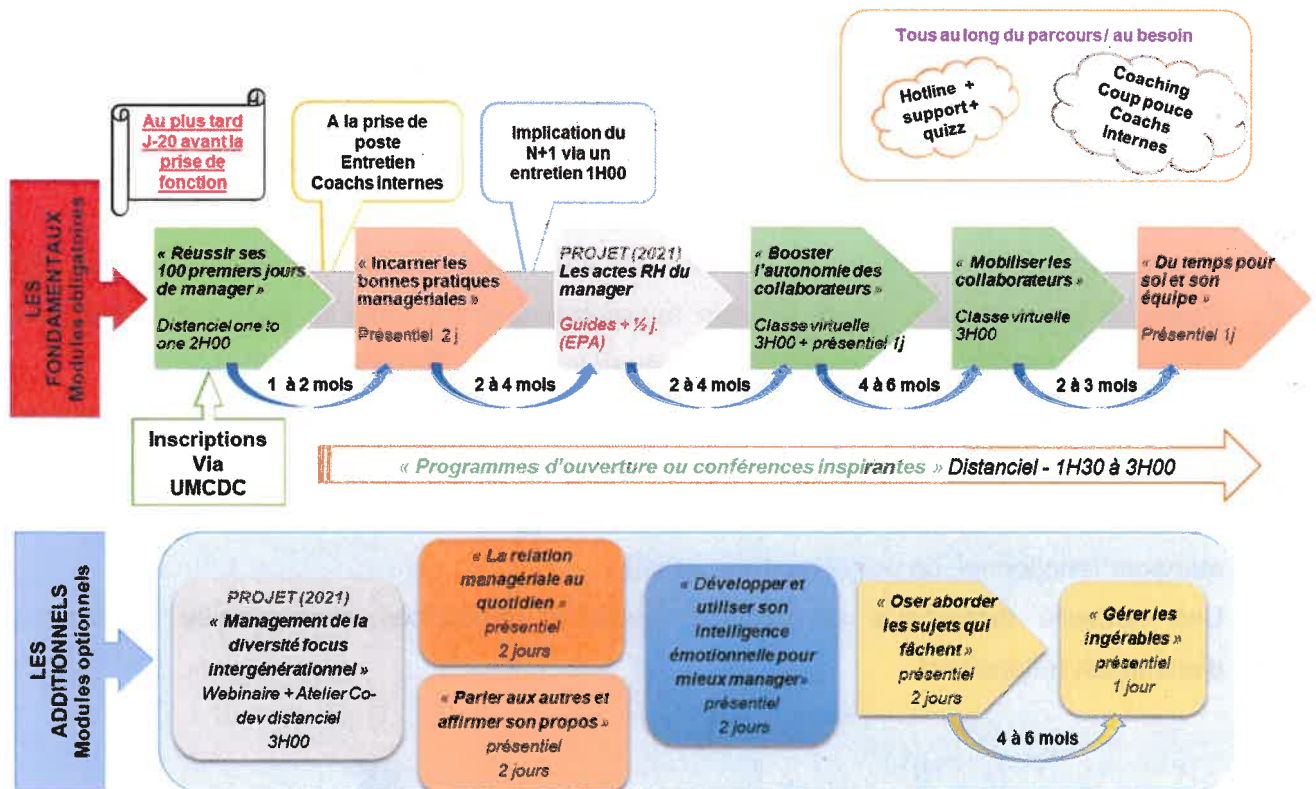 Tous au long du parcours/ au besoin
Hotline +
support +
quizz
Coaching
Coup pouce
Coachs
Internes
Au plus tard
J-20 avant la
prise de
fonction
A la prise de
poste
Entretien
Coachs internes
Implication du
N+1 via un
entretien 1H00
LES
FONDAMENTAUX
Modules obligatoires
« Réussir ses
100 premiers jours
de manager »
Distanciel one to
one 2H00
« Incarner les
bonnes pratiques
managériales »
Présentiel 2 j
PROJET (2021)
Les actes RH du
manager
Guides + ½ j.
(EPA)
« Booster
l'autonomie des
collaborateurs »
Classe virtuelle
3H00 + présentiel 1j
« Mobiliser les
collaborateurs »
Classe virtuelle
3H00
« Du temps pour
soi et son
équipe »
Présentiel 1j
1 à 2 mois
2 à 4 mois
2 à 4 mois
4 à 6 mois
2 à 3 mois
Inscriptions
Via
UMCDC
« Programmes d'ouverture ou conférences inspirantes » Distanciel - 1H30 à 3H00
LES
ADDITIONNELS
Modules optionnels
PROJET (2021)
« Management de la
diversité focus
Intergénérationnel »
Webinaire + Atelier Co-
dev distanciel
3H00
« La relation
managériale au
quotidien »
présentiel
2 jours
« Parler aux autres et
affirmer son propos »
présentiel
2 jours
« Développer et
utiliser son
Intelligence
émotionnelle pour
mieux manager»
présentiel
2 jours
« Oser aborder
les sujets qui
fâchent »
présentiel
2 jours
« Gérer les
ingérables »
présentiel
1 jour
4 à 6 mois